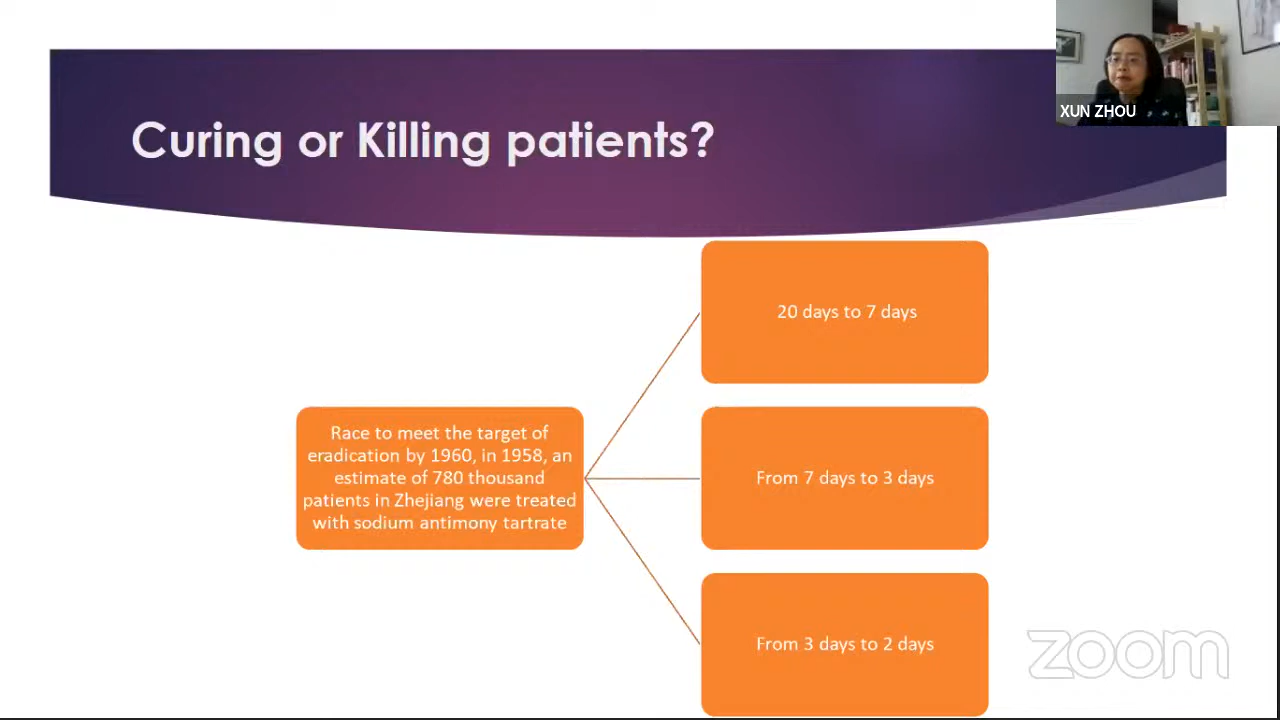 Curing or Killing patients?
XUN ZHOU
Race to meet the target of
eradication by 1960, in 1958, an
estimate of 780 thousand
patients in Zhejiang were treated
with sodium antimony tartrate
20 days to 7 days
From 7 days to 3 days
From 3 days to 2 days
zoom